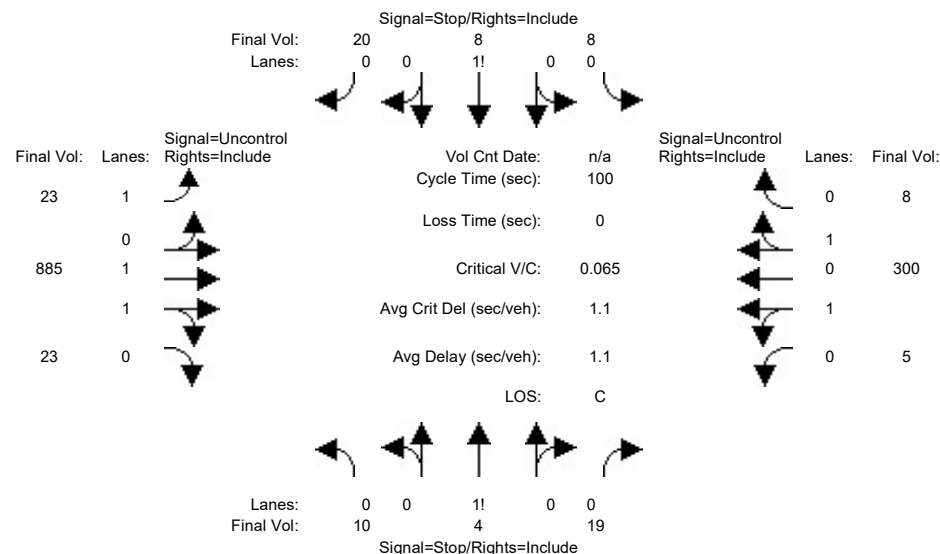 Signal=Stop/Rights=Include
Final Vol: 20 8 8
Lanes: 0 0 1! 0 0
Signal=Uncontrol Signal=Uncontrol
Final Vol: Lanes: Rights=Include Vol Cnt Date: n/a Rights=Include Lanes: Final Vol:
Cycle Time (sec): 100
23 1 0 8
Loss Time (sec): 0
0 1
885 1 Critical V/C: 0.065 0 300
1 Avg Crit Del (sec/veh): 1.1 1
23 0 Avg Delay (sec/veh): 1.1 0 5
LOS: C
Lanes: 0 0 1! 0 0
Final Vol: 10 4 19
Signal=Stop/Rights=Include